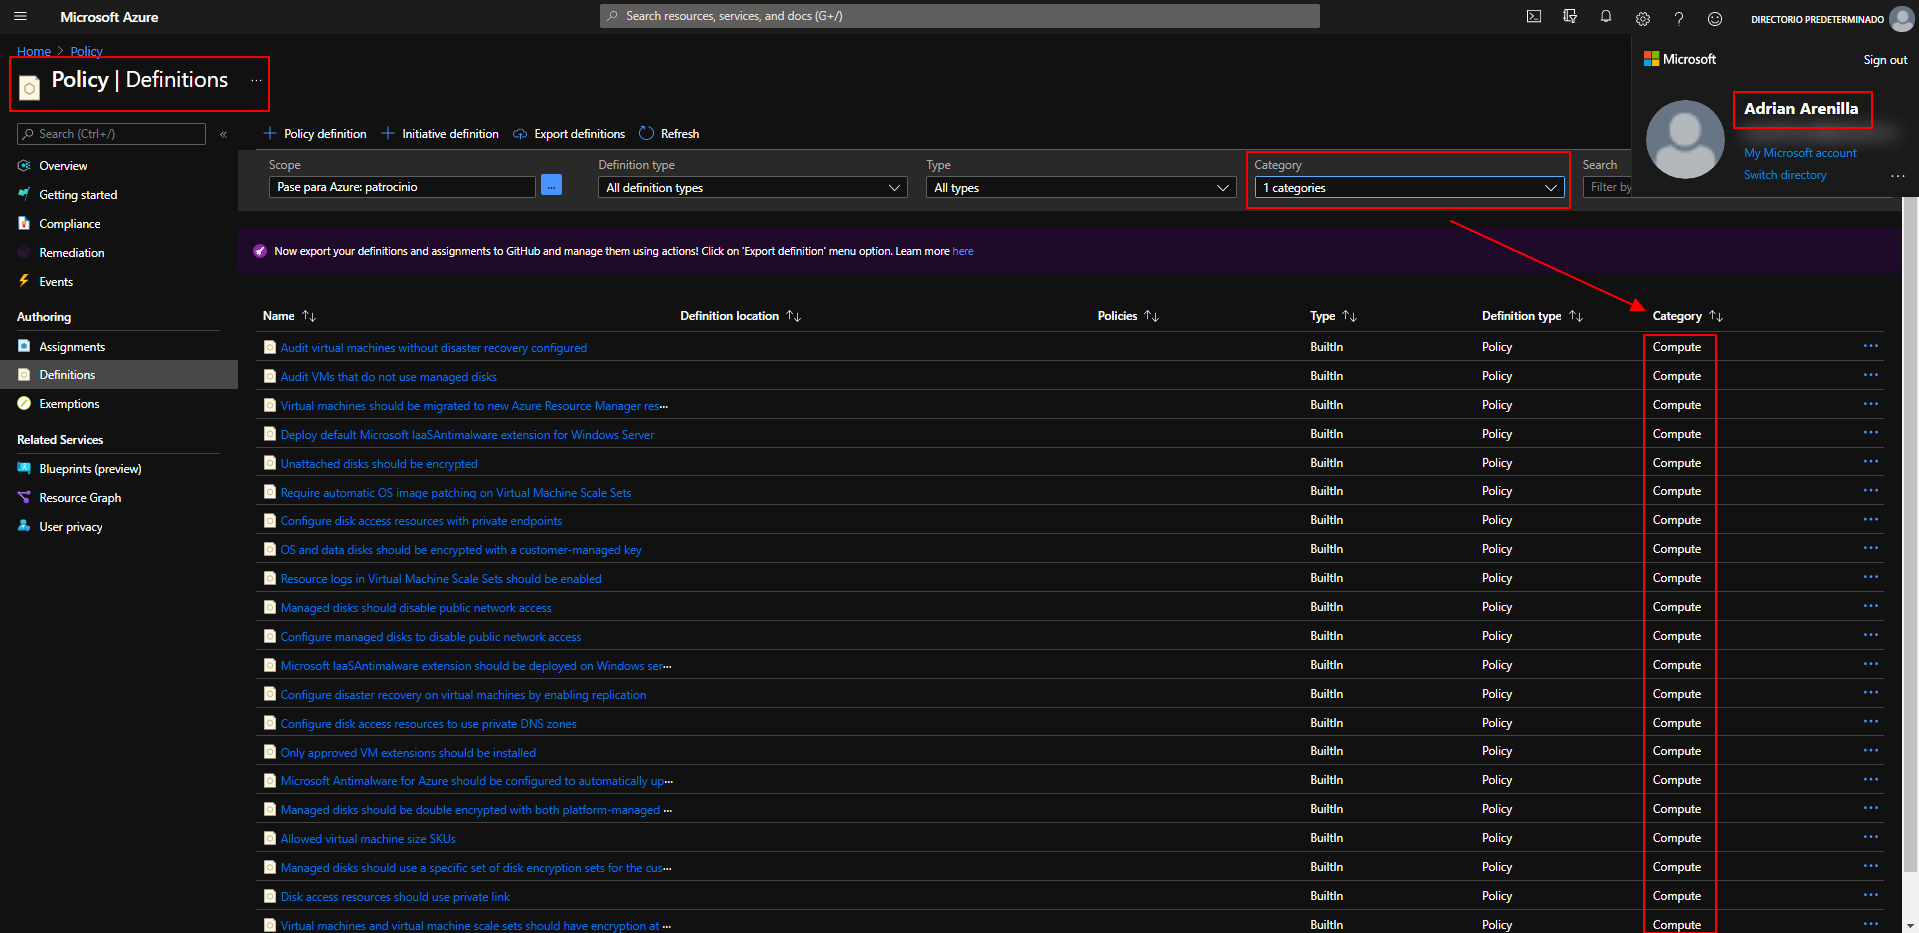 Microsoft Azure
Search resources, services, and docs (G+/)
DIRECTORIO PREDETERMINADO
Home > Policy
Policy | Definitions ...
Microsoft
Sign out
Adrian Arenilla
My Microsoft account
Switch directory
...
Search (Ctrl+/)
«
Overview
Getting started
Compliance
Remediation
Events
Authoring
Assignments
Definitions
Exemptions
Related Services
Blueprints (preview)
Resource Graph
User privacy
+ Policy definition + Initiative definition Export definitions Refresh
Scope Definition type Type Category Search
Pase para Azure: patrocinio ... All definition types All types 1 categories Filter by
Now export your definitions and assignments to GitHub and manage them using actions! Click on 'Export definition' menu option. Learn more here
Name ↑↓ Definition location ↑↓ Policies ↑↓ Type ↑↓ Definition type ↑↓ Category ↑↓
Audit virtual machines without disaster recovery configured BuiltIn Policy Compute ...
Audit VMs that do not use managed disks BuiltIn Policy Compute ...
Virtual machines should be migrated to new Azure Resource Manager res... BuiltIn Policy Compute ...
Deploy default Microsoft IaaSAntimalware extension for Windows Server BuiltIn Policy Compute ...
Unattached disks should be encrypted BuiltIn Policy Compute ...
Require automatic OS image patching on Virtual Machine Scale Sets BuiltIn Policy Compute ...
Configure disk access resources with private endpoints BuiltIn Policy Compute ...
OS and data disks should be encrypted with a customer-managed key BuiltIn Policy Compute ...
Resource logs in Virtual Machine Scale Sets should be enabled BuiltIn Policy Compute ...
Managed disks should disable public network access BuiltIn Policy Compute ...
Configure managed disks to disable public network access BuiltIn Policy Compute ...
Microsoft IaaSAntimalware extension should be deployed on Windows ser... BuiltIn Policy Compute ...
Configure disaster recovery on virtual machines by enabling replication BuiltIn Policy Compute ...
Configure disk access resources to use private DNS zones BuiltIn Policy Compute ...
Only approved VM extensions should be installed BuiltIn Policy Compute ...
Microsoft Antimalware for Azure should be configured to automatically up... BuiltIn Policy Compute ...
Managed disks should be double encrypted with both platform-managed ... BuiltIn Policy Compute ...
Allowed virtual machine size SKUs BuiltIn Policy Compute ...
Managed disks should use a specific set of disk encryption sets for the cus... BuiltIn Policy Compute ...
Disk access resources should use private link BuiltIn Policy Compute ...
Virtual machines and virtual machine scale sets should have encryption at ... BuiltIn Policy Compute ...